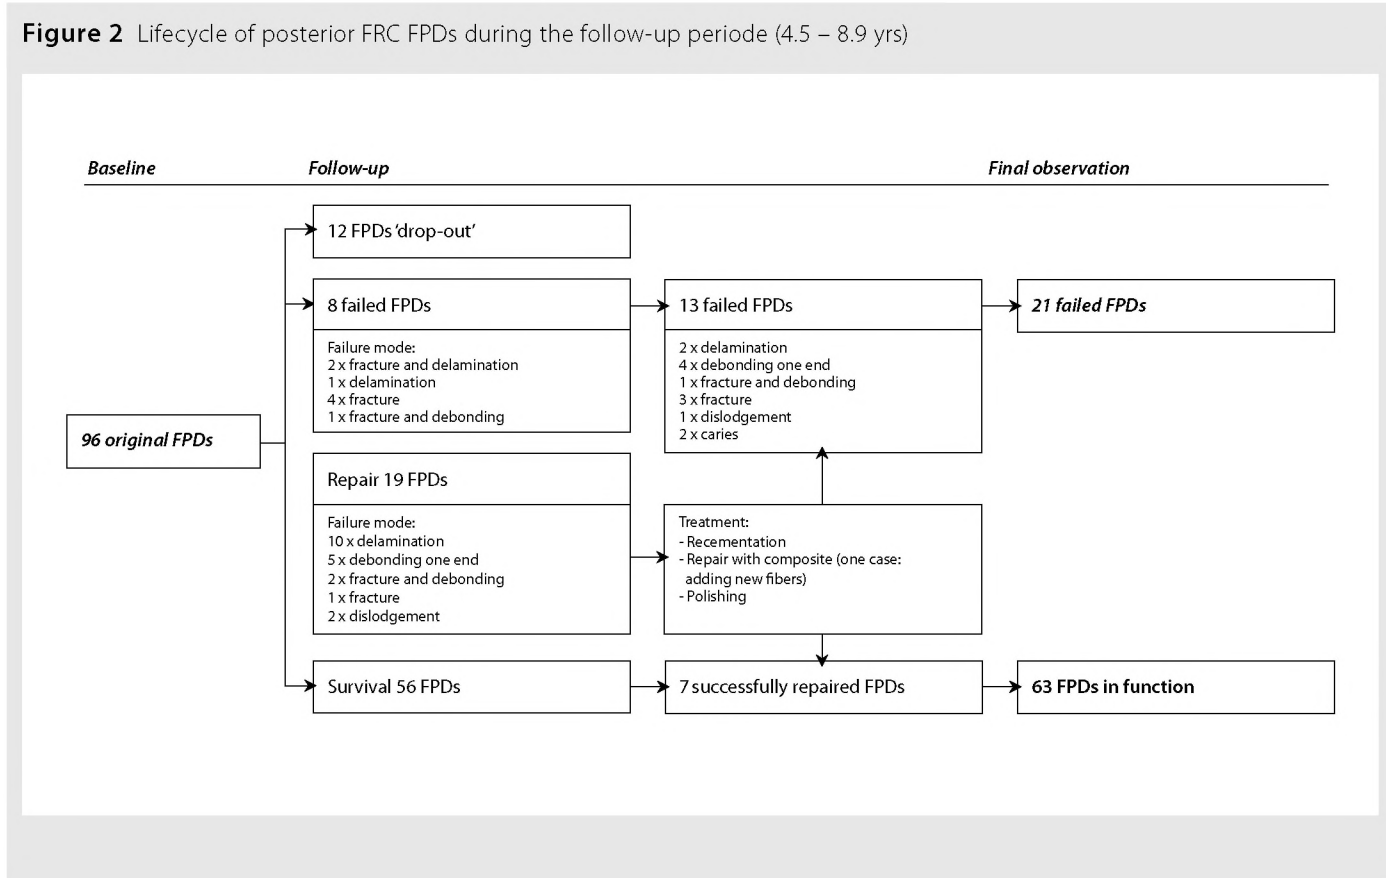 Figure 2 Lifecycle of posterior FRC FPDs during the follow-up periode (4.5 – 8.9 yrs)
Baseline
Follow-up
Final observation
12 FPDs ‘drop-out’
8 failed FPDs
Failure mode:
2 x fracture and delamination
1 x delamination
4 x fracture
1 x fracture and debonding
13 failed FPDs
2 x delamination
4 x debonding one end
1 x fracture and debonding
3 x fracture
1 x dislodgement
2 x caries
21 failed FPDs
96 original FPDs
Repair 19 FPDs
Failure mode:
10 x delamination
5 x debonding one end
2 x fracture and debonding
1 x fracture
2 x dislodgement
Treatment:
- Recementation
- Repair with composite (one case:
adding new fibers)
- Polishing
Survival 56 FPDs
7 successfully repaired FPDs
63 FPDs in function